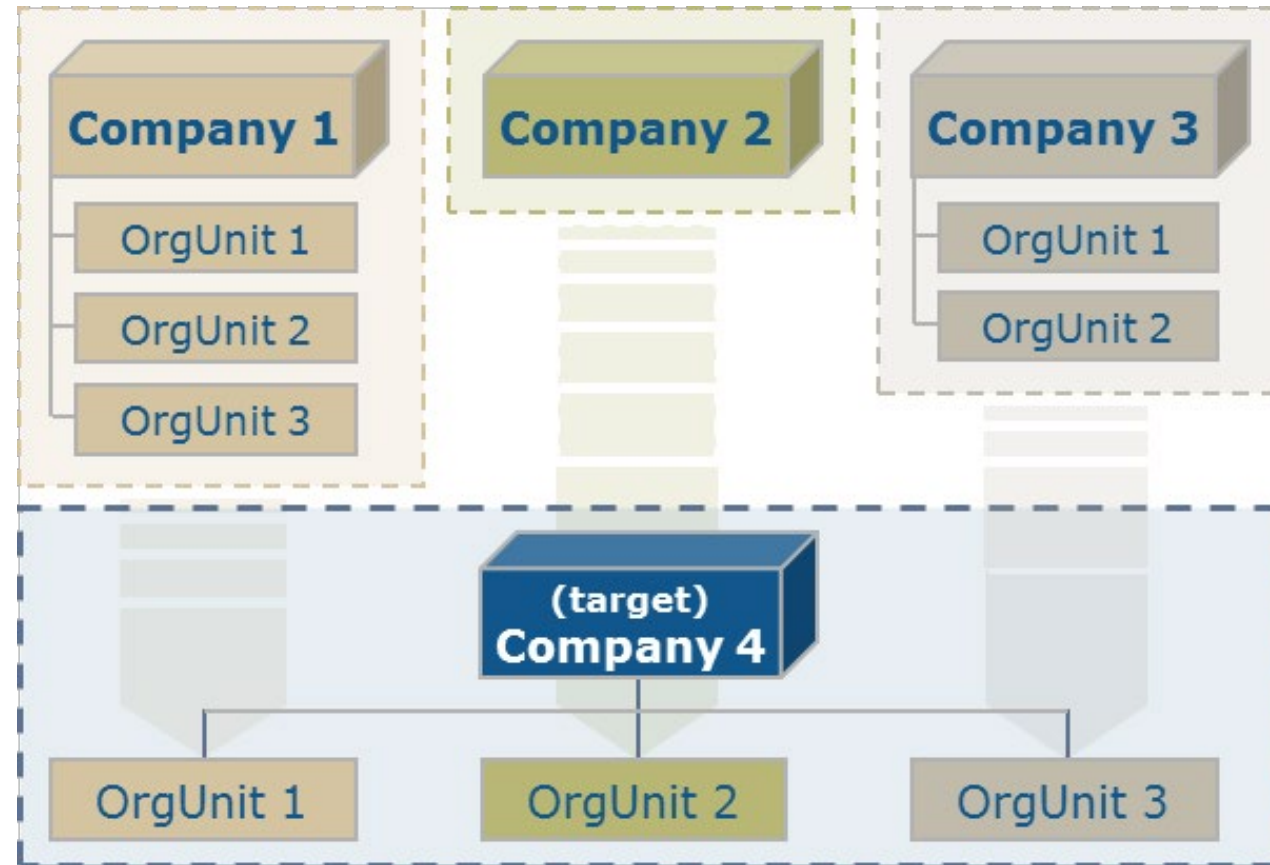 Company 1
OrgUnit 1
OrgUnit 2
OrgUnit 3
Company 2
Company 3
OrgUnit 1
OrgUnit 2
(target)
Company 4
OrgUnit 1
OrgUnit 2
OrgUnit 3